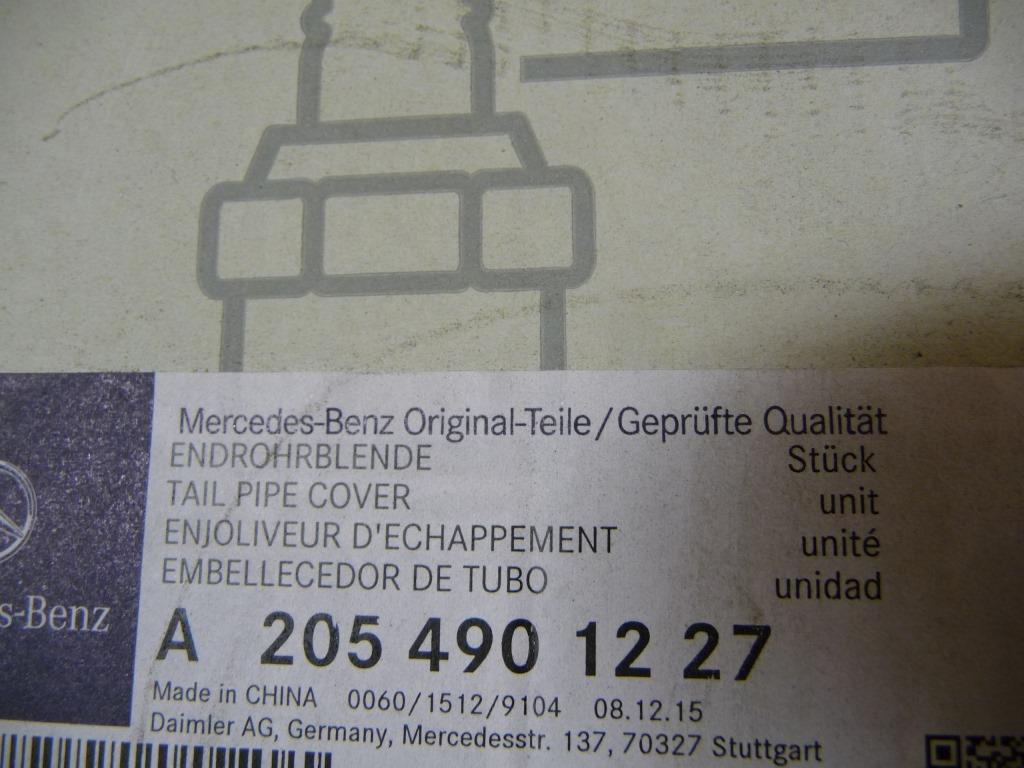 Mercedes-Benz Original-Teile/Geprüfte Qualität
ENDROHRBLENDE Stück
TAIL PIPE COVER unit
ENJOLIVEUR D'ECHAPPEMENT unité
EMBELLECEDOR DE TUBO unidad
s-Benz
A 205 490 12 27
Made in CHINA 0060/1512/9104 08.12.15
Daimler AG, Germany, Mercedesstr. 137, 70327 Stuttgart